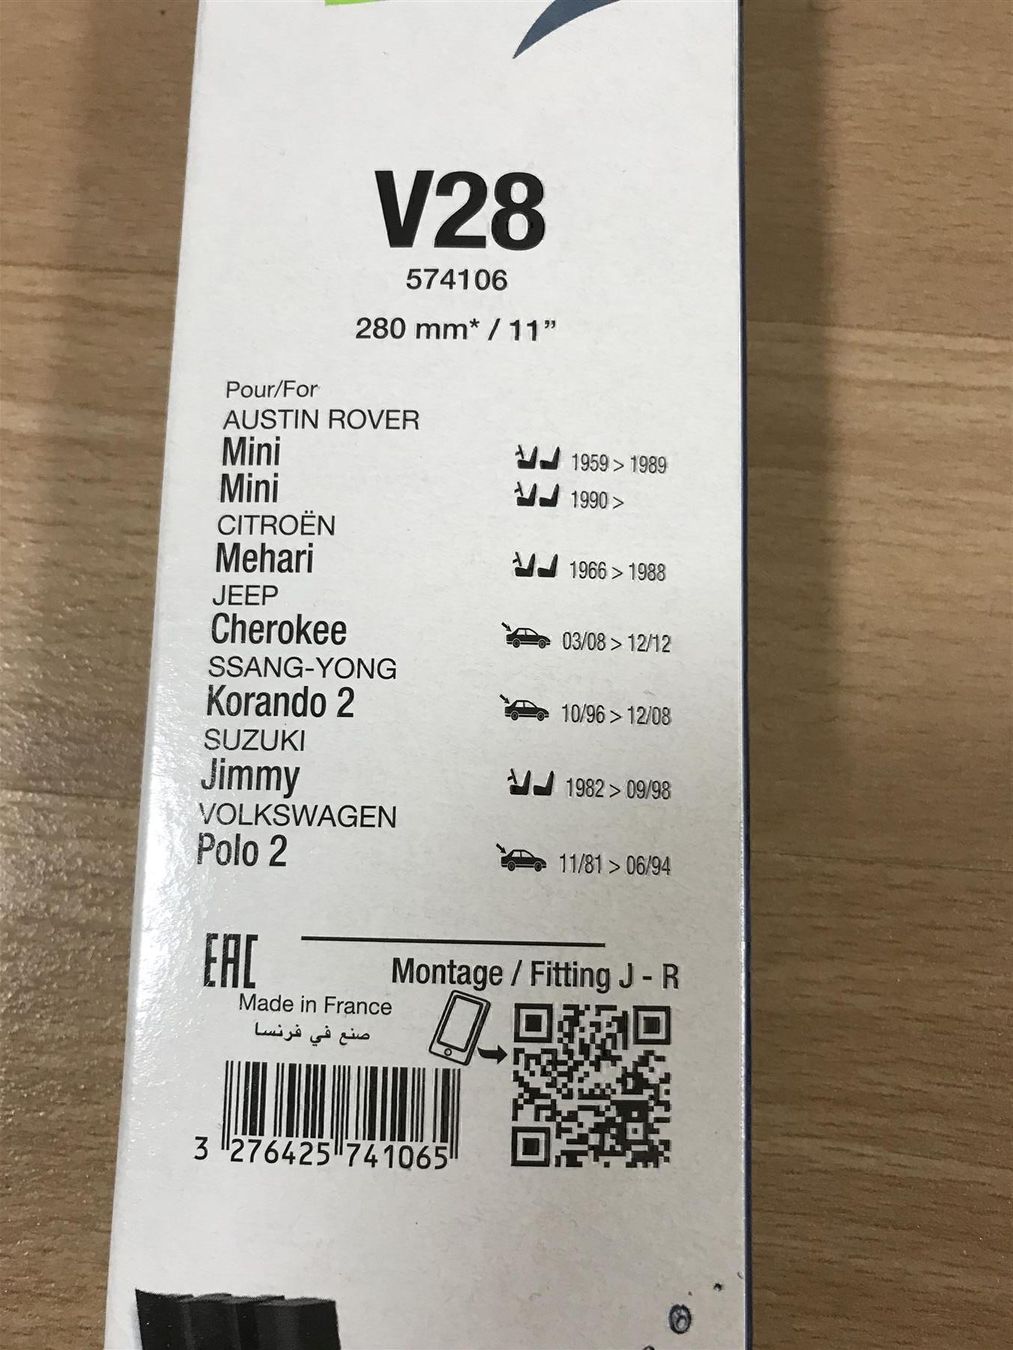 V28
574106
280 mm* / 11”
Pour/For
AUSTIN ROVER
Mini 1959 > 1989
Mini 1990 >
CITROËN
Mehari 1966 > 1988
JEEP
Cherokee 03/08 > 12/12
SSANG-YONG
Korando 2 10/96 > 12/08
SUZUKI
Jimmy 1982 > 09/98
VOLKSWAGEN
Polo 2 11/81 > 06/94
EAC
Montage / Fitting J - R
Made in France
صنع في فرنسا
3 276425 741065